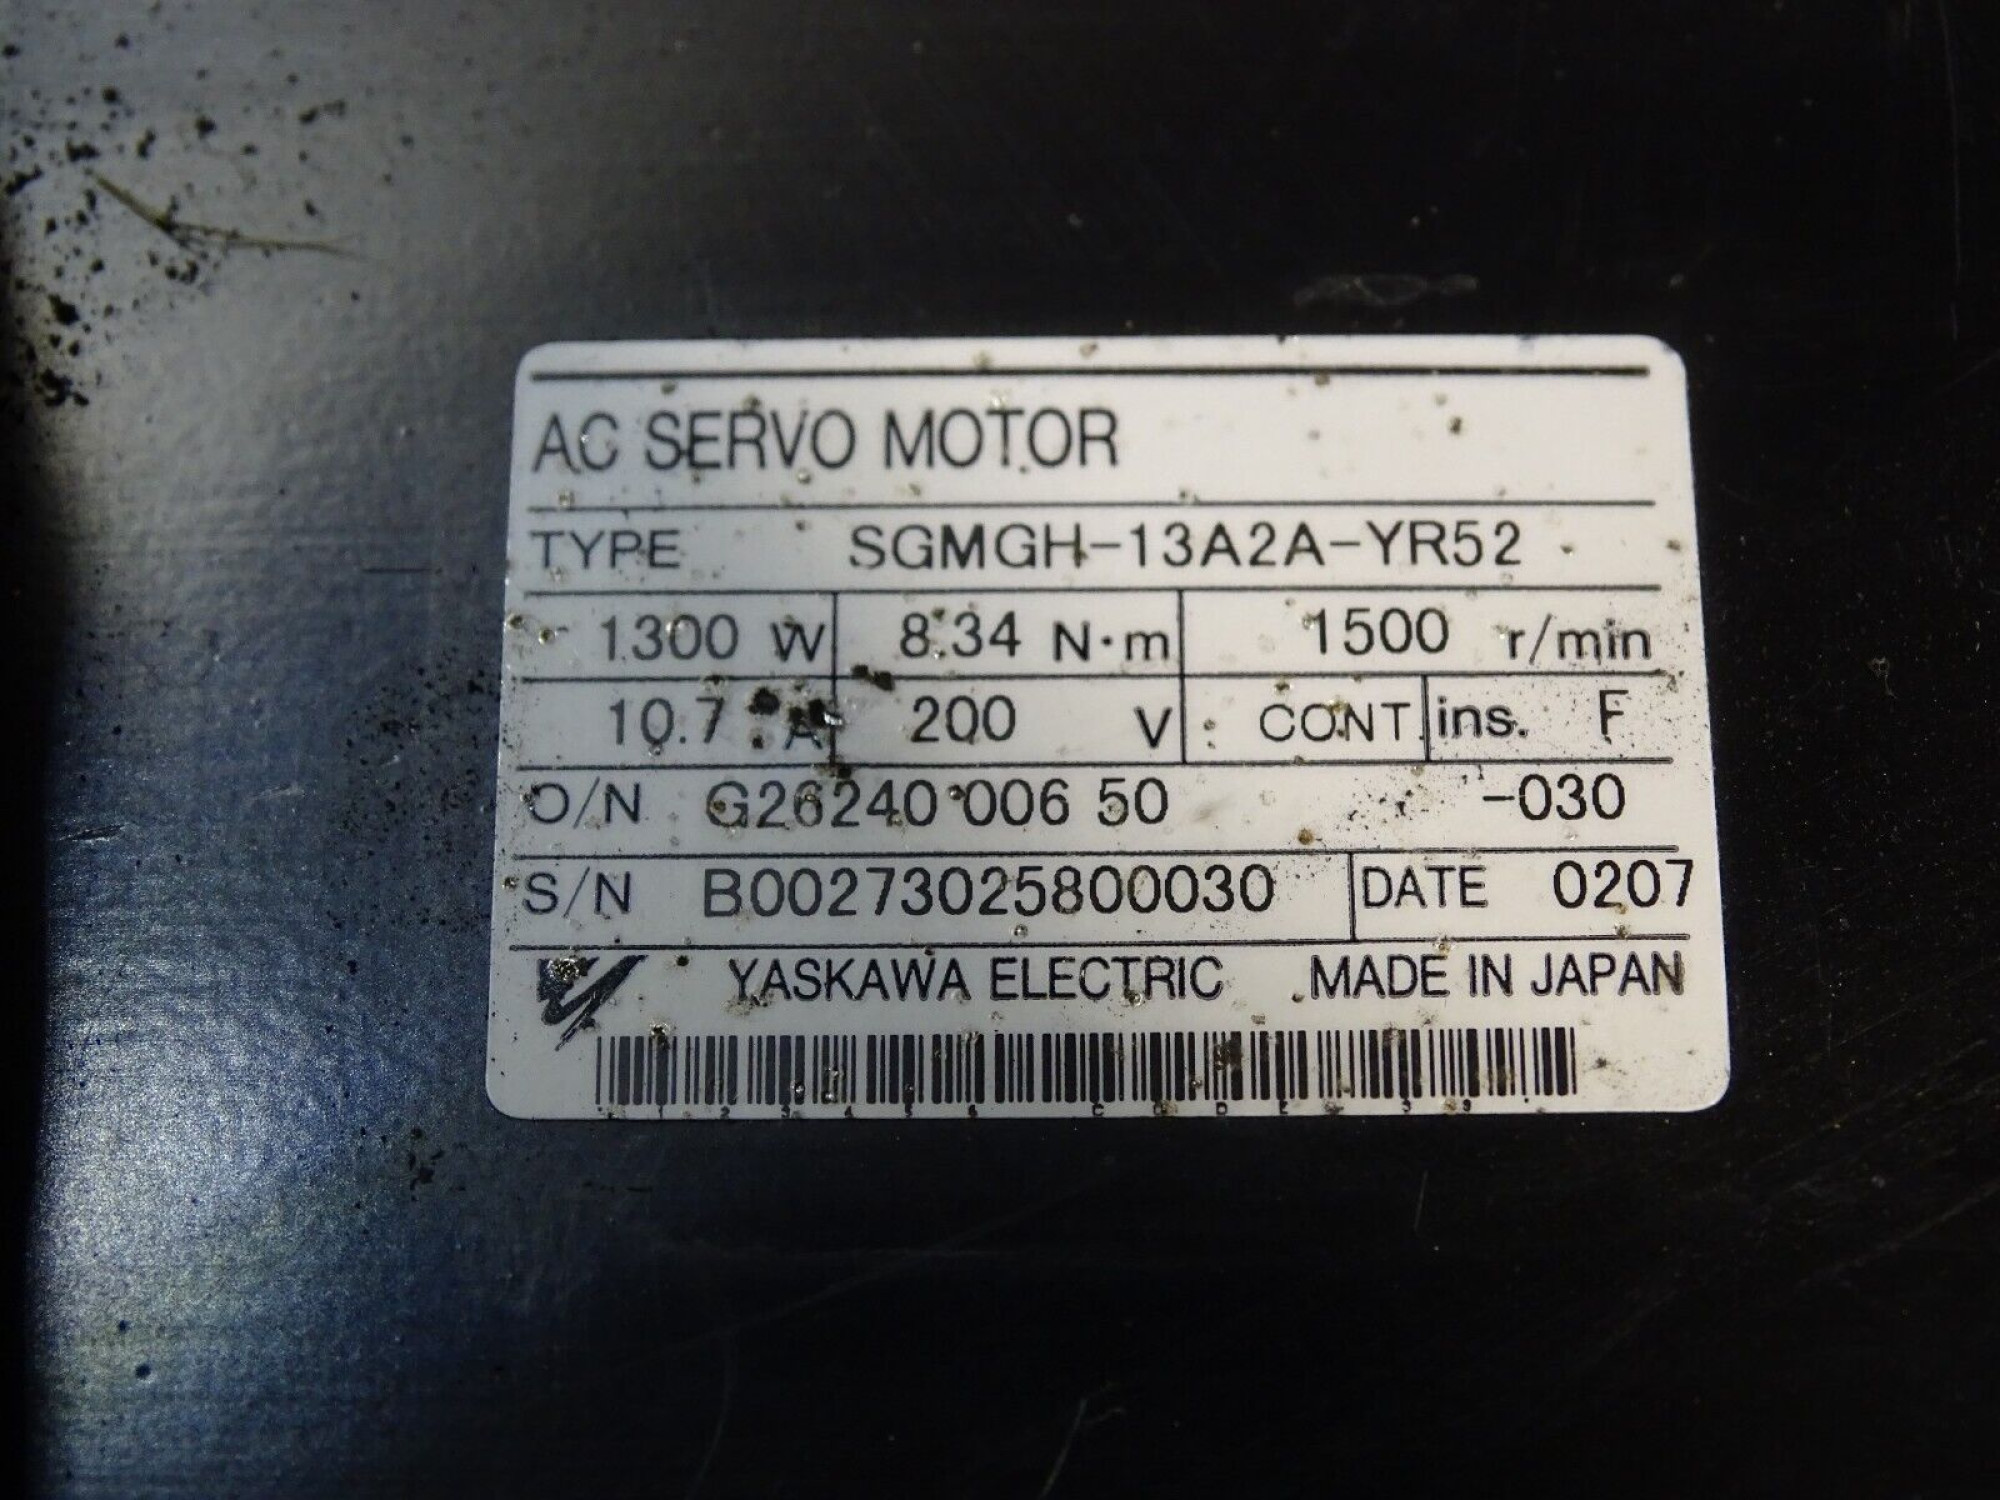 AC SERVO MOTOR
TYPE SGMGH-13A2A-YR52
1300 W 8.34 N·m 1500 r/min
10.7 A 200 V CONT. ins. F
O/N G26240 006 50 -030
S/N B00273025800030 DATE 0207
YASKAWA ELECTRIC MADE IN JAPAN